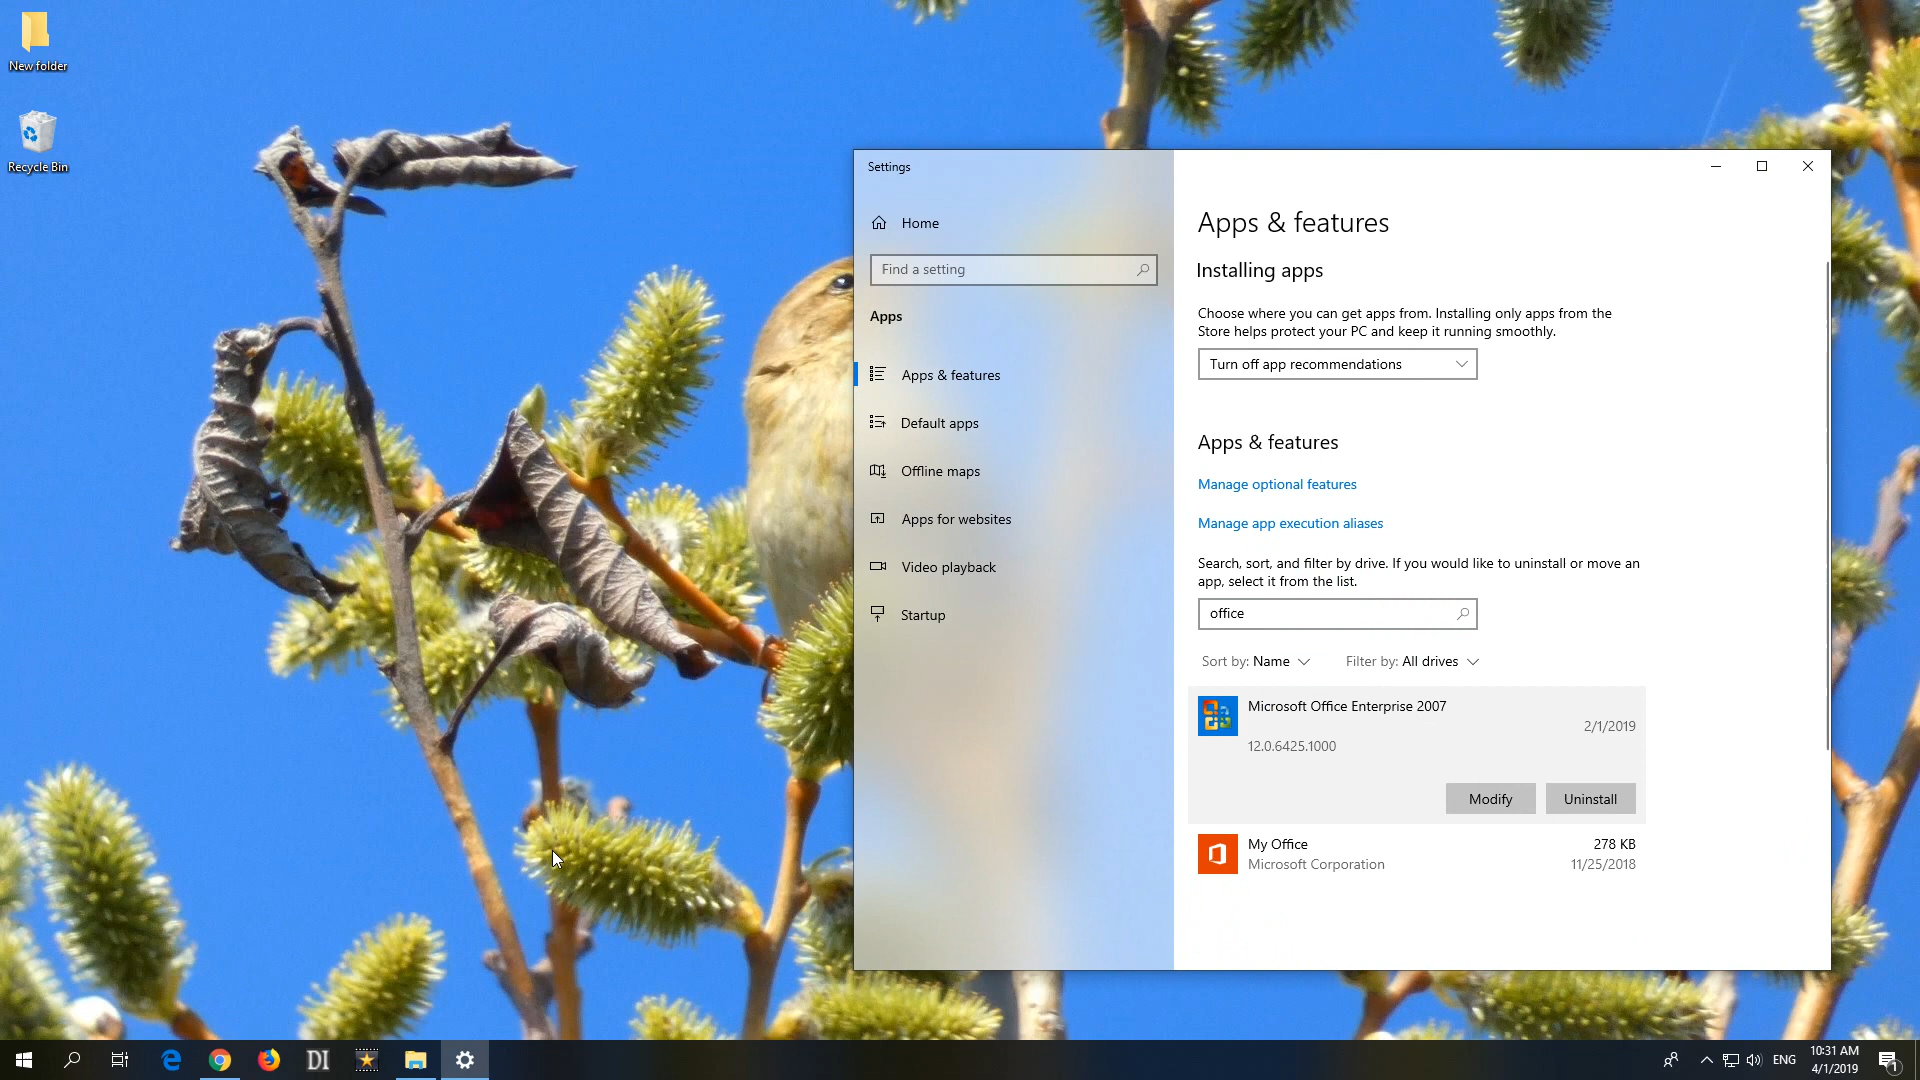 New folder
Recycle Bin
Settings
Home
Find a setting
Apps
Apps & features
Default apps
Offline maps
Apps for websites
Video playback
Startup
Apps & features
Installing apps
Choose where you can get apps from. Installing only apps from the
Store helps protect your PC and keep it running smoothly.
Turn off app recommendations
Apps & features
Manage optional features
Manage app execution aliases
Search, sort, and filter by drive. If you would like to uninstall or move an
app, select it from the list.
office
Sort by: Name Filter by: All drives
Microsoft Office Enterprise 2007
2/1/2019
12.0.6425.1000
Modify Uninstall
My Office 278 KB
Microsoft Corporation 11/25/2018
DI
ENG
10:31 AM
4/1/2019
1